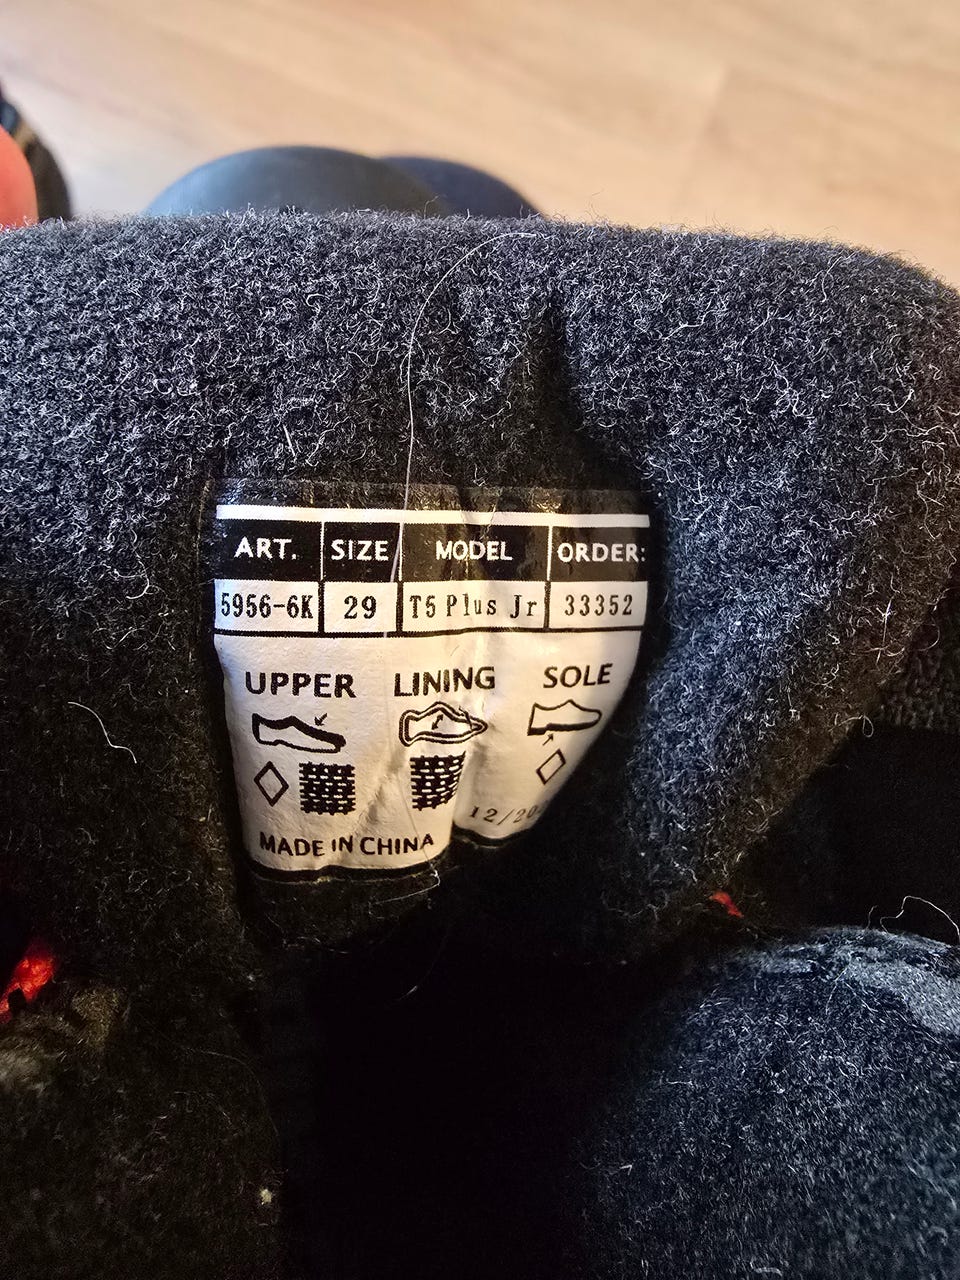 ART. SIZE MODEL ORDER:
5956-6K 29 T5 Plus Jr 33352
UPPER LINING SOLE
MADE IN CHINA